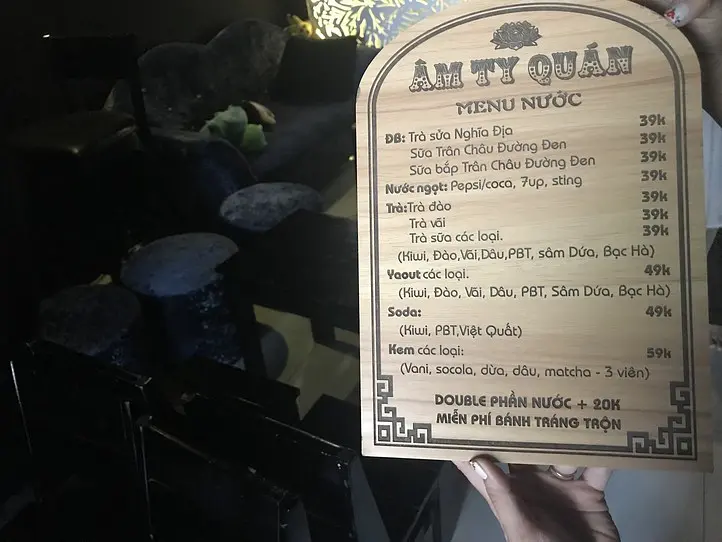 ÂM TY QUÁN
MENU NƯỚC
ĐB: Trà sửa Nghĩa Địa 39k
Sữa Trân Châu Đường Đen 39k
Sữa bắp Trân Châu Đường Đen 39k
Nước ngọt: Pepsi/coca, 7up, sting 39k
Trà:Trà đào 39k
Trà vãi 39k
Trà sữa các loại. 39k
(Kiwi, Đào,Vãi,Dâu,PBT, sâm Dứa, Bạc Hà)
Yaout các loại. 49k
(Kiwi, Đào, Vãi, Dâu, PBT, Sâm Dứa, Bạc Hà)
Soda: 49k
(Kiwi, PBT,Việt Quất)
Kem các loại: 59k
(Vani, socola, dừa, dâu, matcha - 3 viên)
DOUBLE PHẦN NƯỚC + 20K
MIỄN PHÍ BÁNH TRÁNG TRỘN